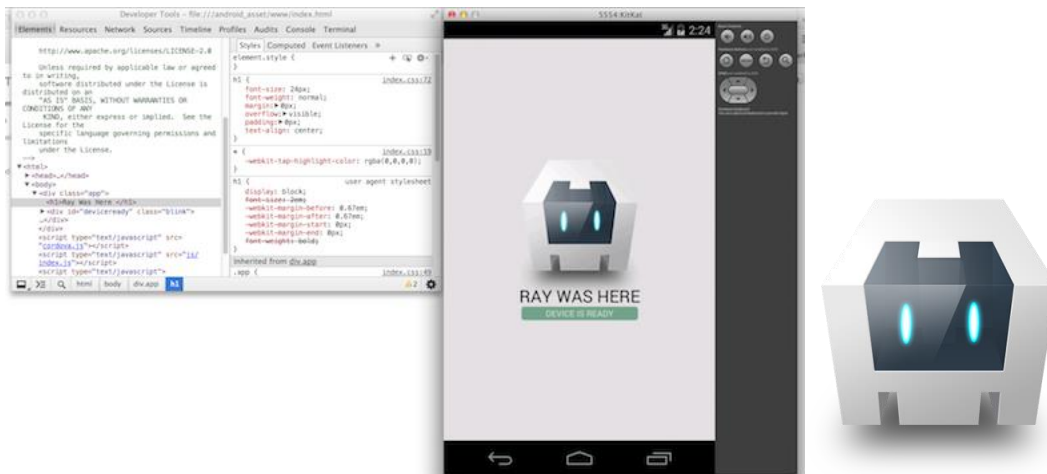 Developer Tools - file:///android_asset/www/index.html
Elements Resources Network Sources Timeline Profiles Audits Console Terminal
http://www.apache.org/licenses/LICENSE-2.0
Unless required by applicable law or agreed
to in writing,
software distributed under the License is
distributed on an
"AS IS" BASIS, WITHOUT WARRANTIES OR
CONDITIONS OF ANY
KIND, either express or implied. See the
License for the
specific language governing permissions and
limitations
under the License.
-->
▼<html>
▶<head>…</head>
▼<body>
▼<div class="app">
<h1>Ray Was Here </h1>
▶<div id="deviceready" class="blink">
…</div>
</div>
<script type="text/javascript" src=
"cordova.js"></script>
<script type="text/javascript" src="js/
index.js"></script>
<script type="text/javascript">
html body div.app h1
Styles Computed Event Listeners »
element.style {
}
h1 { index.css:72
font-size: 24px;
font-weight: normal;
margin:▶0px;
overflow:▶visible;
padding:▶0px;
text-align: center;
}
* { index.css:19
-webkit-tap-highlight-color: rgba(0,0,0,0);
}
h1 { user agent stylesheet
display: block;
font-size: 2em;
-webkit-margin-before: 0.67em;
-webkit-margin-after: 0.67em;
-webkit-margin-start: 0px;
-webkit-margin-end: 0px;
font-weight: bold;
}
Inherited from div.app
.app { index.css:49
2
5554:KitKat
2:24
RAY WAS HERE
DEVICE IS READY